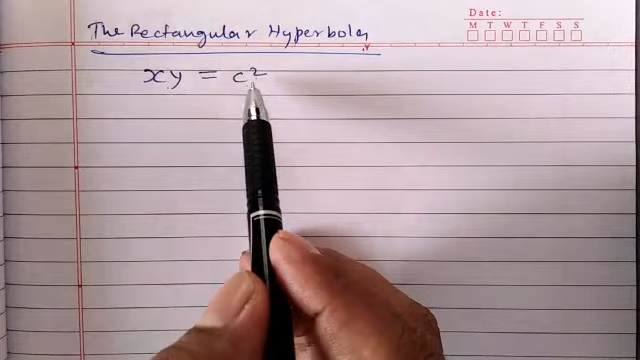 The Rectangular Hyperbola
Date:
M T W T F S S
xy = c²